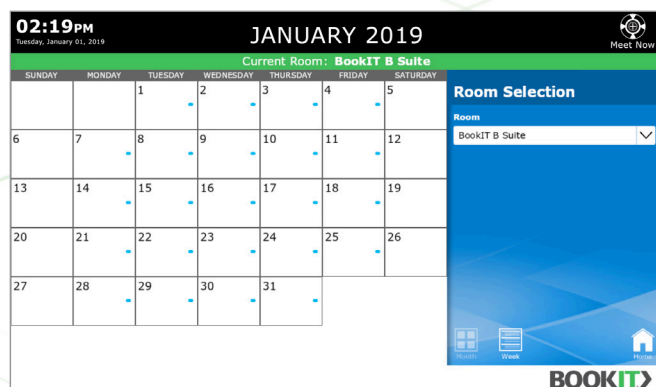 02:19PM
Tuesday, January 01, 2019
JANUARY 2019
Meet Now
Current Room: BookIT B Suite
SUNDAY MONDAY TUESDAY WEDNESDAY THURSDAY FRIDAY SATURDAY
1 2 3 4 5
6 7 8 9 10 11 12
13 14 15 16 17 18 19
20 21 22 23 24 25 26
27 28 29 30 31
Room Selection
Room
BookIT B Suite
Month Week Home
BOOKIT